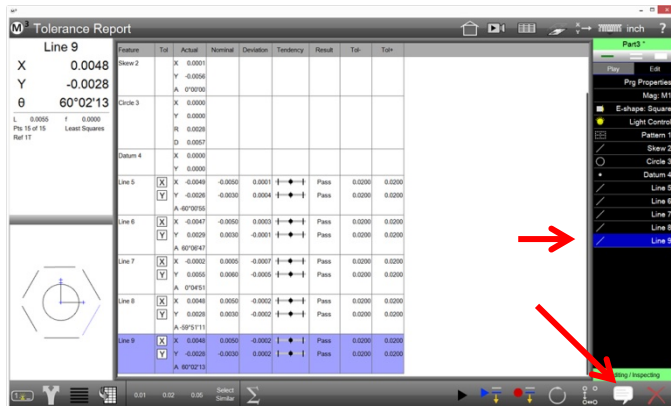 M³ Tolerance Report
inch ?
Line 9
X 0.0048
Y -0.0028
θ 60°02'13
L 0.0055 f 0.0000
Pts 15 of 15 Least Squares
Ref 1T
Feature Tol Actual Nominal Deviation Tendency Result Tol- Tol+
Skew 2 X 0.0001
Y -0.0056
A 0°00'00
Circle 3 X 0.0000
Y 0.0000
R 0.0028
D 0.0057
Datum 4 X 0.0000
Y 0.0000
Line 5 X X -0.0049 -0.0050 0.0001 Pass 0.0200 0.0200
Y Y -0.0026 -0.0030 0.0004 Pass 0.0200 0.0200
A -60°00'55
Line 6 X X -0.0047 -0.0050 0.0003 Pass 0.0200 0.0200
Y Y 0.0029 0.0030 -0.0001 Pass 0.0200 0.0200
A 60°06'47
Line 7 X X -0.0002 0.0005 -0.0007 Pass 0.0200 0.0200
Y Y 0.0055 0.0060 -0.0005 Pass 0.0200 0.0200
A 0°04'51
Line 8 X X 0.0048 0.0050 -0.0002 Pass 0.0200 0.0200
Y Y 0.0028 0.0030 -0.0002 Pass 0.0200 0.0200
A -59°51'11
Line 9 X X 0.0048 0.0050 -0.0002 Pass 0.0200 0.0200
Y Y -0.0028 -0.0030 0.0002 Pass 0.0200 0.0200
A 60°02'13
Part3 *
Play Edit
Prg Properties
Mag: M1
E-shape: Square
Light Control
Pattern 1
Skew 2
Circle 3
Datum 4
Line 5
Line 6
Line 7
Line 8
Line 9
Editing / Inspecting
0.01 0.02 0.05 Select Similar Σ